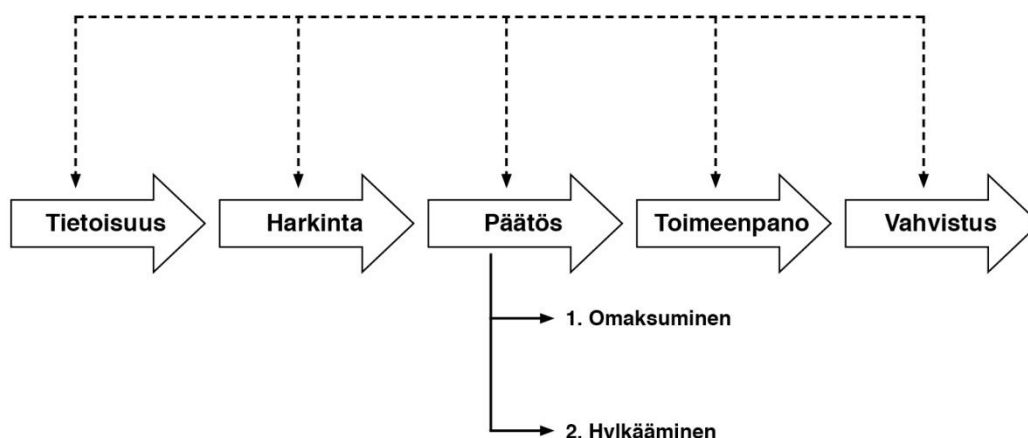 Tietoisuus
Harkinta
Päätös
Toimeenpano
Vahvistus
1. Omaksuminen
2. Hylkääminen